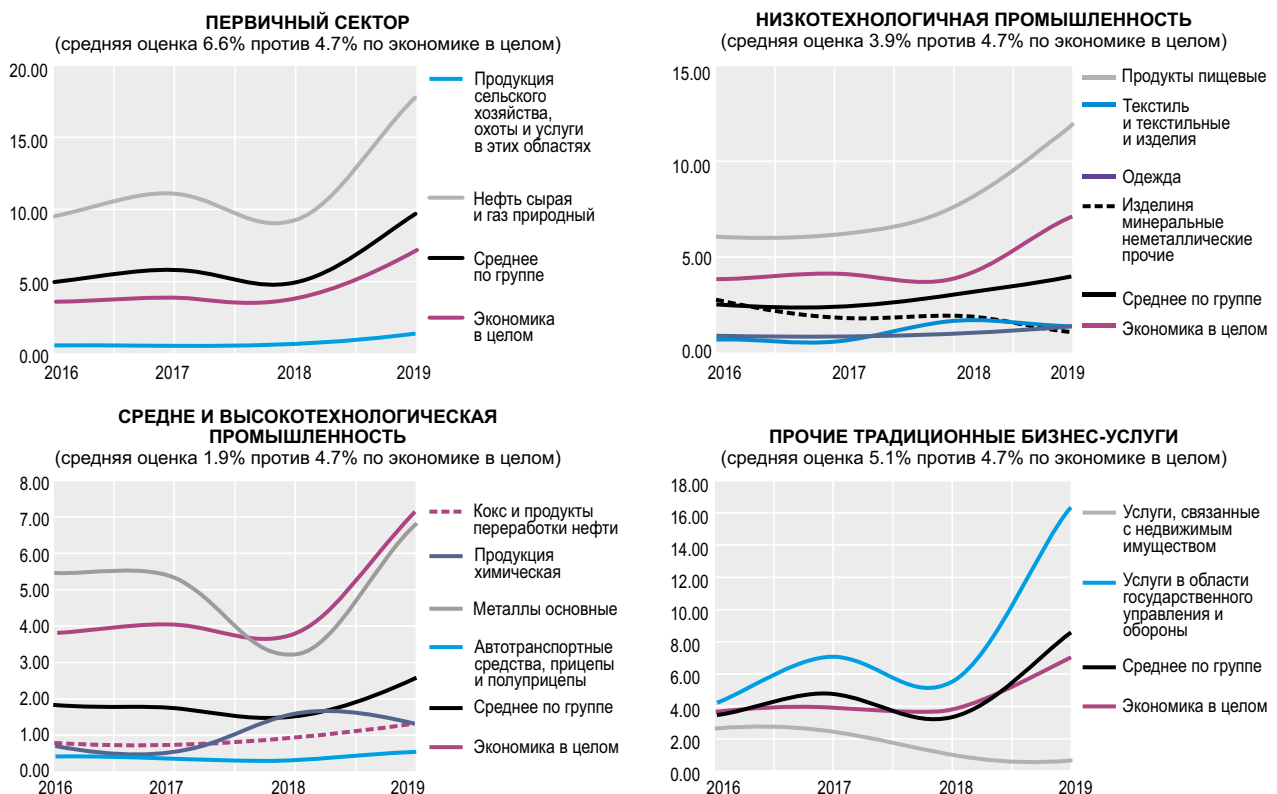 ПЕРВИЧНЫЙ СЕКТОР
(средняя оценка 6.6% против 4.7% по экономике в целом)
20.00
15.00
10.00
5.00
0.00
2016
2017
2018
2019
Продукция
сельского
хозяйства,
охоты и услуги
в этих областях
Нефть сырая
и газ природный
Среднее
по группе
Экономика
в целом
НИЗКОТЕХНОЛОГИЧНАЯ ПРОМЫШЛЕННОСТЬ
(средняя оценка 3.9% против 4.7% по экономике в целом)
15.00
10.00
5.00
0.00
2016
2017
2018
2019
Продукты пищевые
Текстиль
и текстильные
и изделия
Одежда
Изделиня
минеральные
неметаллические
прочие
Среднее по группе
Экономика в целом
СРЕДНЕ И ВЫСОКОТЕХНОЛОГИЧЕСКАЯ
ПРОМЫШЛЕННОСТЬ
(средняя оценка 1.9% против 4.7% по экономике в целом)
8.00
7.00
6.00
5.00
4.00
3.00
2.00
1.00
0.00
2016
2017
2018
2019
Кокс и продукты
переработки нефти
Продукция
химическая
Металлы основные
Автотранспортные
средства, прицепы
и полуприцепы
Среднее по группе
Экономика в целом
ПРОЧИЕ ТРАДИЦИОННЫЕ БИЗНЕС-УСЛУГИ
(средняя оценка 5.1% против 4.7% по экономике в целом)
18.00
16.00
14.00
12.00
10.00
8.00
6.00
4.00
2.00
0.00
2016
2017
2018
2019
Услуги, связанные
с недвижимым
имуществом
Услуги в области
государственного
управления и
обороны
Среднее по группе
Экономика в целом